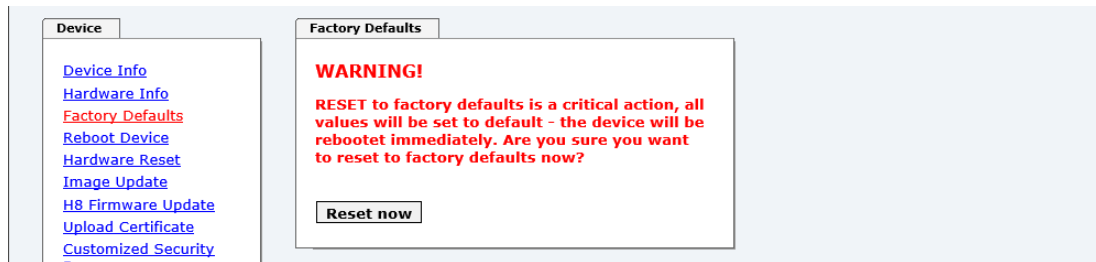 Device
Device Info
Hardware Info
Factory Defaults
Reboot Device
Hardware Reset
Image Update
H8 Firmware Update
Upload Certificate
Customized Security
Factory Defaults
WARNING!
RESET to factory defaults is a critical action, all
values will be set to default - the device will be
rebootet immediately. Are you sure you want
to reset to factory defaults now?
Reset now